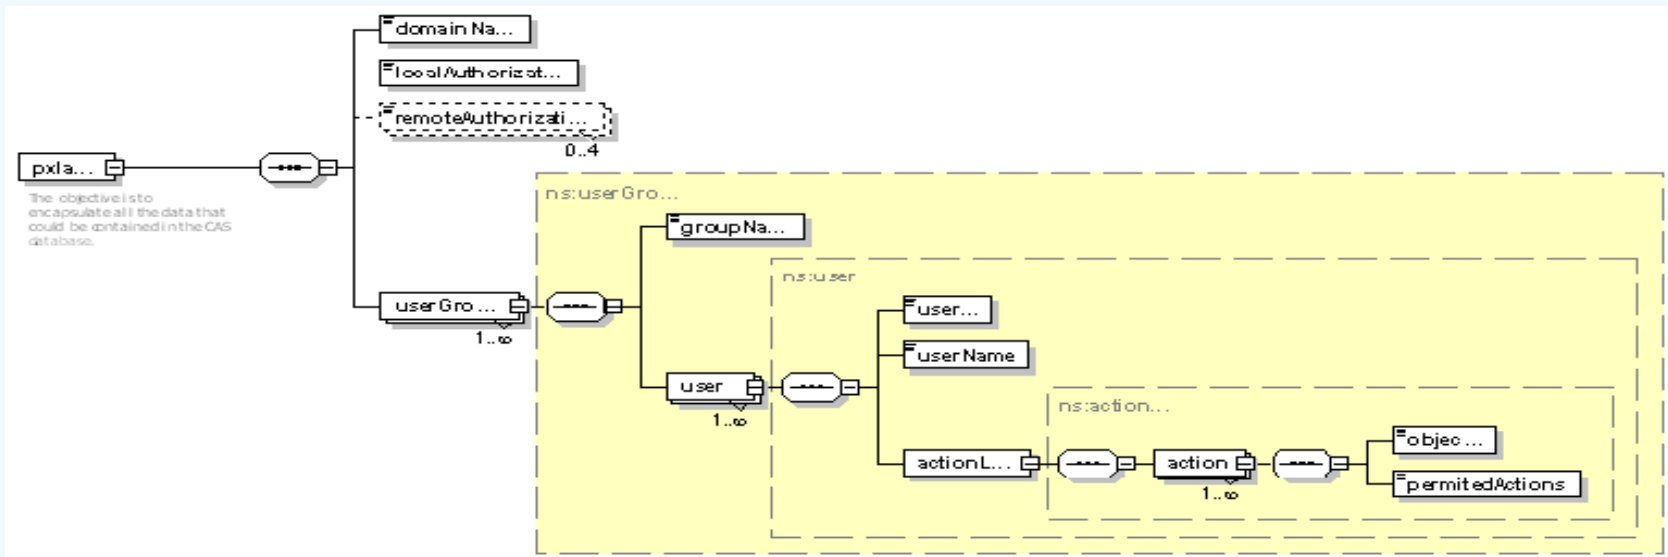 domain Na...
localAuthorizat...
remoteAuthorizati...
0..4
pxla...
The objective is to
encapsulate all the data that
could be contained in the CAS
database.
ns:userGro...
groupNa...
ns:user
userGro...
1..∞
user...
userName
user
1..∞
ns:action...
objec...
actionL...
action
1..∞
permitedActions